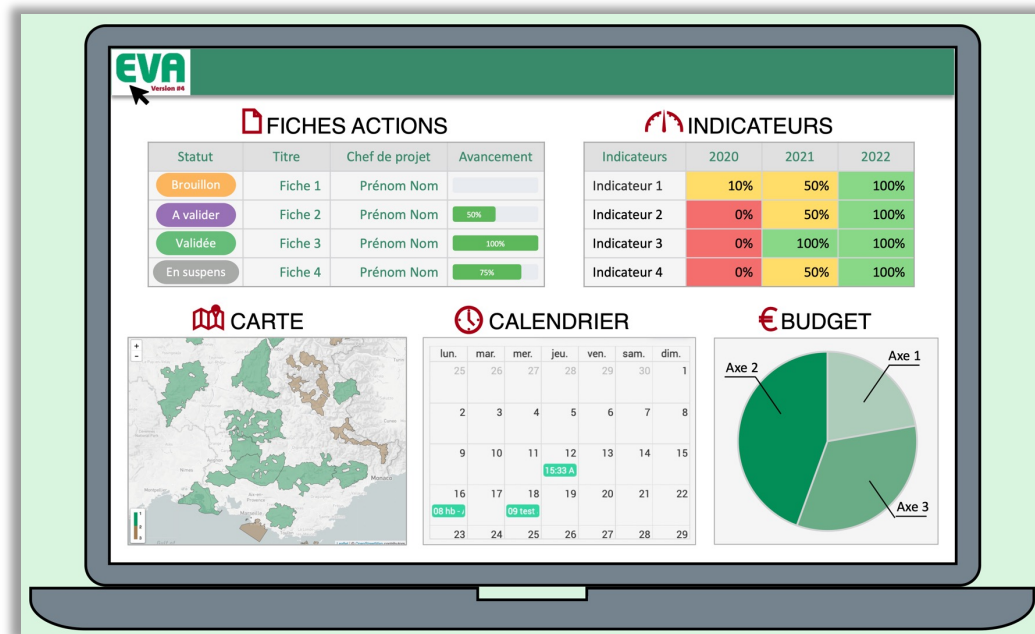 EVA
Version #4
FICHES ACTIONS
Statut Titre Chef de projet Avancement
Brouillon Fiche 1 Prénom Nom
A valider Fiche 2 Prénom Nom 50%
Validée Fiche 3 Prénom Nom 100%
En suspens Fiche 4 Prénom Nom 75%
INDICATEURS
Indicateurs 2020 2021 2022
Indicateur 1 10% 50% 100%
Indicateur 2 0% 50% 100%
Indicateur 3 0% 100% 100%
Indicateur 4 0% 50% 100%
CARTE
+
-
Monaco
Marseille
CALENDRIER
lun. mar. mer. jeu. ven. sam. dim.
25 26 27 28 29 30 1
2 3 4 5 6 7 8
9 10 11 12 13 14 15
15:33 A
16 17 18 19 20 21 22
08 hb - 09 test
23 24 25 26 27 28 29
€ BUDGET
Axe 1
Axe 2
Axe 3